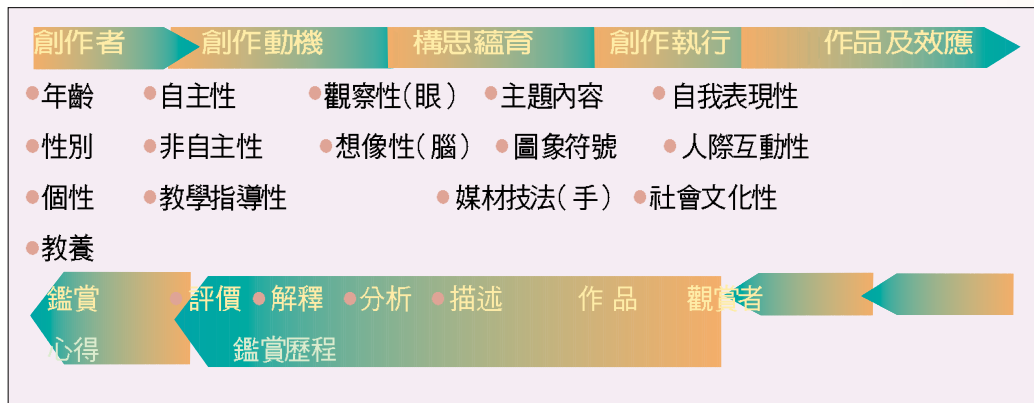 創作者 創作動機 構思蘊育 創作執行 作品及效應
•年齡 •自主性 •觀察性(眼) •主題內容 •自我表現性
•性別 •非自主性 •想像性(腦) •圖象符號 •人際互動性
•個性 •教學指導性 •媒材技法(手) •社會文化性
•教養
鑑賞 •評價 •解釋 •分析 •描述 作品 觀賞者
心得 鑑賞歷程